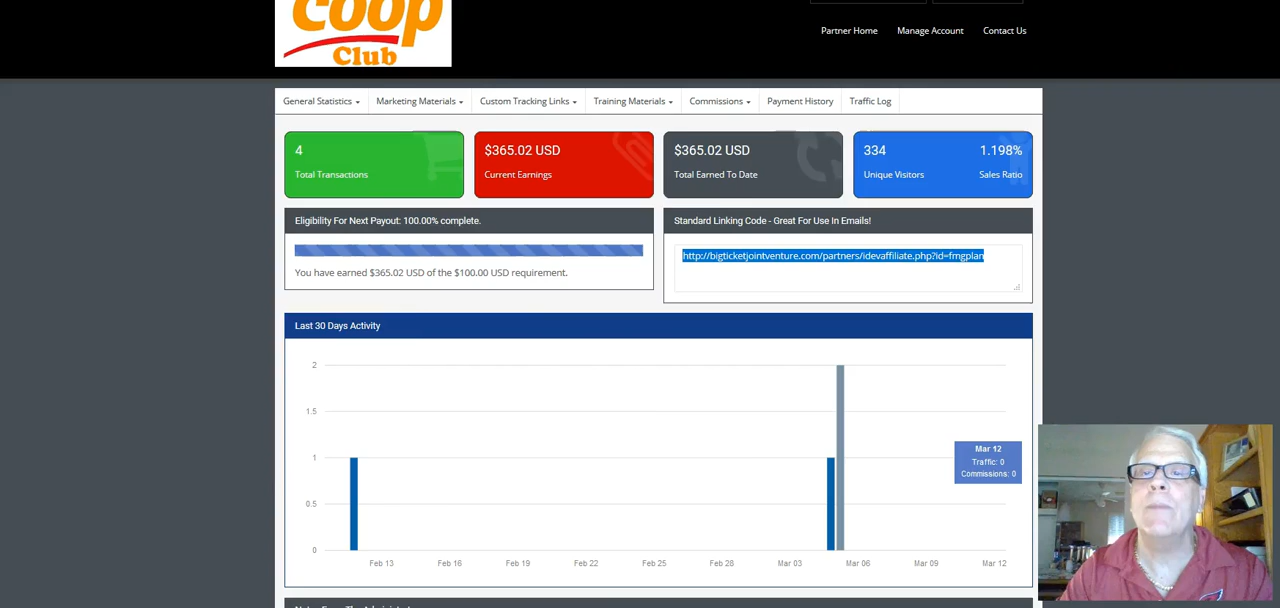 coop
Club
Partner Home Manage Account Contact Us
General Statistics Marketing Materials Custom Tracking Links Training Materials Commissions Payment History Traffic Log
4
Total Transactions
$365.02 USD
Current Earnings
$365.02 USD
Total Earned To Date
334 1.198%
Unique Visitors Sales Ratio
Eligibility For Next Payout: 100.00% complete.
You have earned $365.02 USD of the $100.00 USD requirement.
Standard Linking Code - Great For Use In Emails!
http://bigticketjointventure.com/partners/idevaffiliate.php?id=fmgplan
Last 30 Days Activity
2
1.5
1
0.5
0
Mar 12
Traffic: 0
Commissions: 0
Feb 13 Feb 16 Feb 19 Feb 22 Feb 25 Feb 28 Mar 03 Mar 06 Mar 09 Mar 12